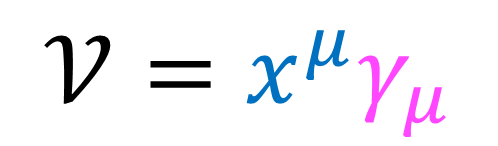 𝒱 = x^μ γ_μ